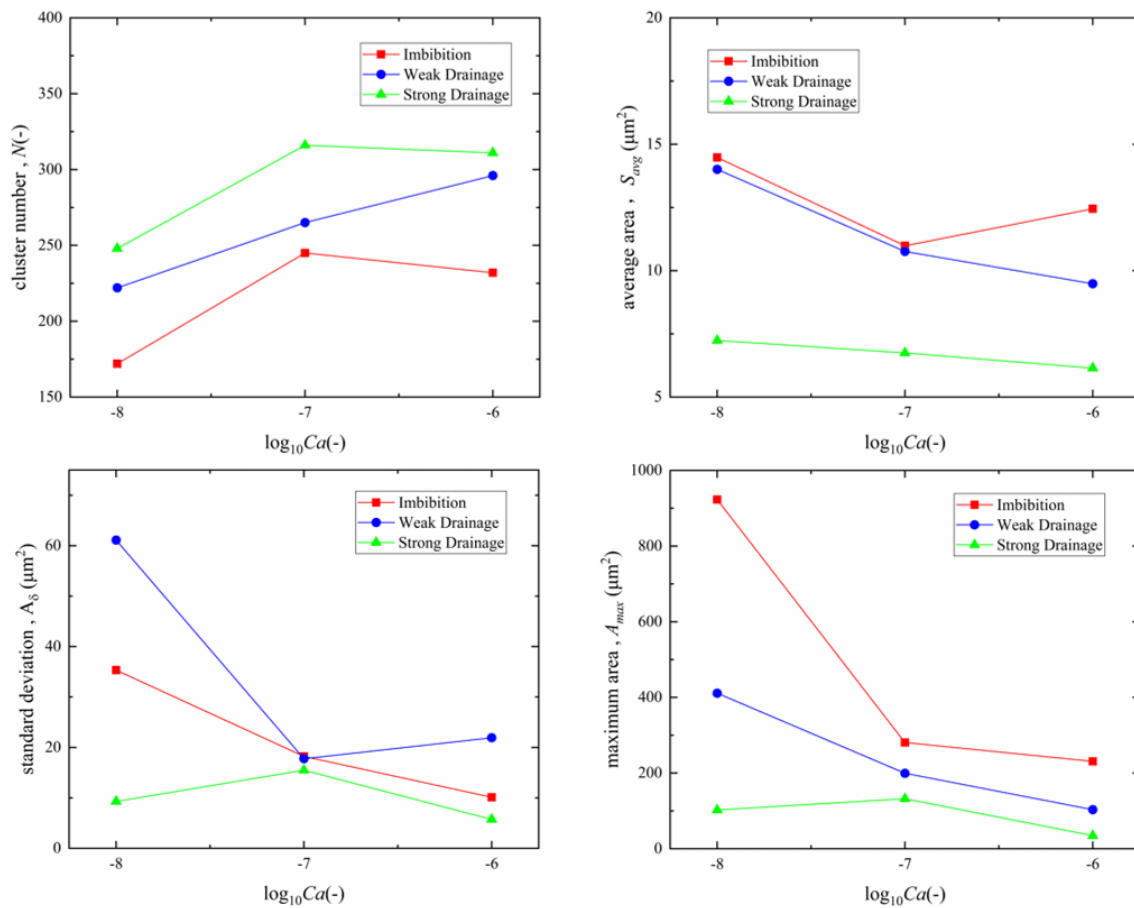 400
350
300
250
200
150
cluster number , N(-)
Imbibition
Weak Drainage
Strong Drainage
-8
-7
-6
log₁₀Ca(-)
20
15
10
5
average area , Savg (μm²)
Imbibition
Weak Drainage
Strong Drainage
-8
-7
-6
log₁₀Ca(-)
60
40
20
0
standard deviation , Aδ (μm²)
Imbibition
Weak Drainage
Strong Drainage
-8
-7
-6
log₁₀Ca(-)
1000
800
600
400
200
0
maximum area , Amax (μm²)
Imbibition
Weak Drainage
Strong Drainage
-8
-7
-6
log₁₀Ca(-)